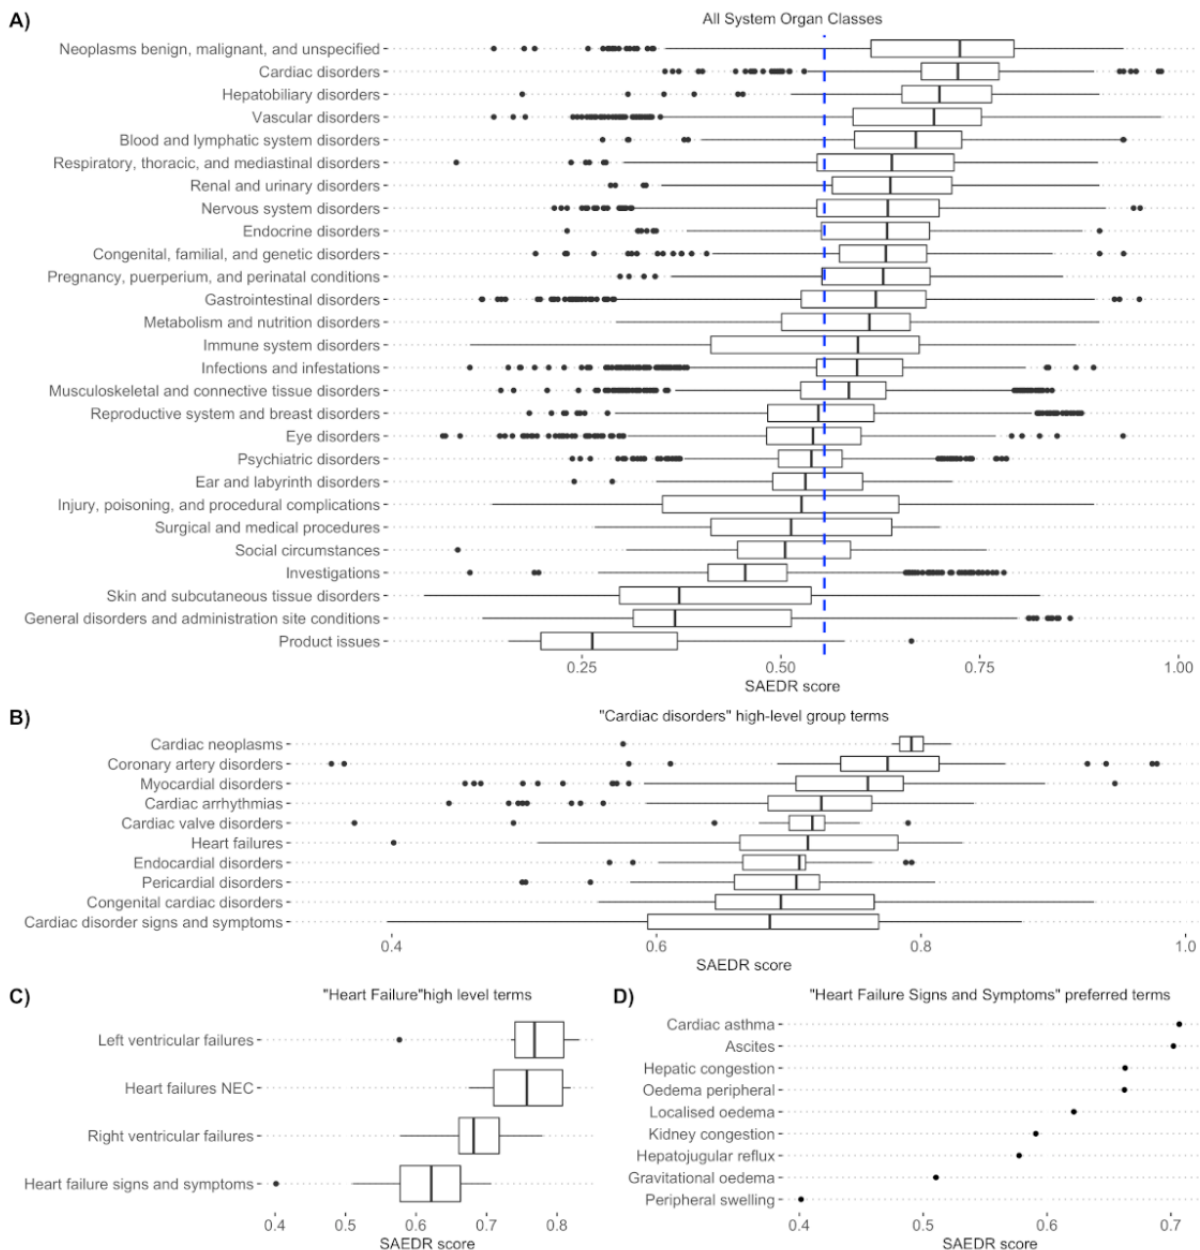 A)
All System Organ Classes
Neoplasms benign, malignant, and unspecified
Cardiac disorders
Hepatobiliary disorders
Vascular disorders
Blood and lymphatic system disorders
Respiratory, thoracic, and mediastinal disorders
Renal and urinary disorders
Nervous system disorders
Endocrine disorders
Congenital, familial, and genetic disorders
Pregnancy, puerperium, and perinatal conditions
Gastrointestinal disorders
Metabolism and nutrition disorders
Immune system disorders
Infections and infestations
Musculoskeletal and connective tissue disorders
Reproductive system and breast disorders
Eye disorders
Psychiatric disorders
Ear and labyrinth disorders
Injury, poisoning, and procedural complications
Surgical and medical procedures
Social circumstances
Investigations
Skin and subcutaneous tissue disorders
General disorders and administration site conditions
Product issues
0.25 0.50 0.75 1.00
SAEDR score
B)
"Cardiac disorders" high-level group terms
Cardiac neoplasms
Coronary artery disorders
Myocardial disorders
Cardiac arrhythmias
Cardiac valve disorders
Heart failures
Endocardial disorders
Pericardial disorders
Congenital cardiac disorders
Cardiac disorder signs and symptoms
0.4 0.6 0.8 1.0
SAEDR score
C)
"Heart Failure"high level terms
Left ventricular failures
Heart failures NEC
Right ventricular failures
Heart failure signs and symptoms
0.4 0.5 0.6 0.7 0.8
SAEDR score
D)
"Heart Failure Signs and Symptoms" preferred terms
Cardiac asthma
Ascites
Hepatic congestion
Oedema peripheral
Localised oedema
Kidney congestion
Hepatojugular reflux
Gravitational oedema
Peripheral swelling
0.4 0.5 0.6 0.7
SAEDR score